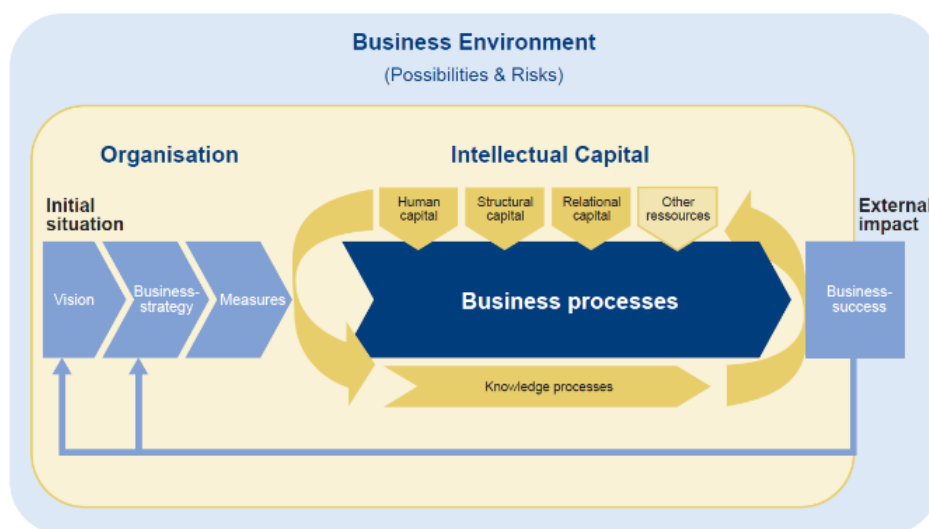 Business Environment
(Possibilities & Risks)
Organisation
Intellectual Capital
Initial
situation
Human
capital
Structural
capital
Relational
capital
Other
ressources
External
impact
Vision
Business-
strategy
Measures
Business processes
Business-
success
Knowledge processes